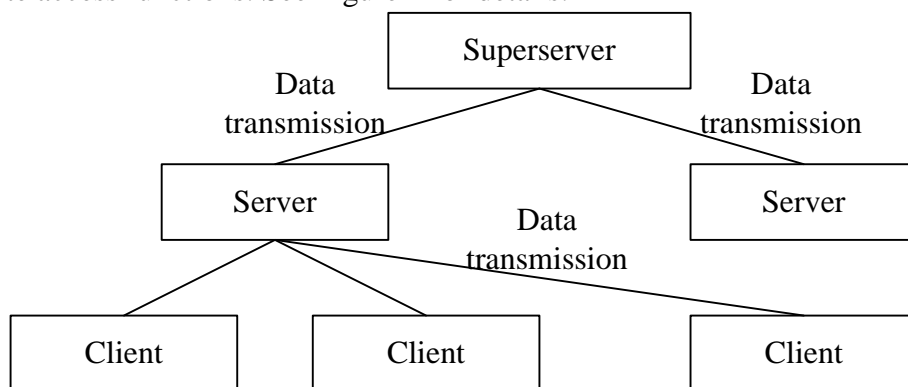 Superserver
Data
transmission
Data
transmission
Server
Server
Data
transmission
Client
Client
Client